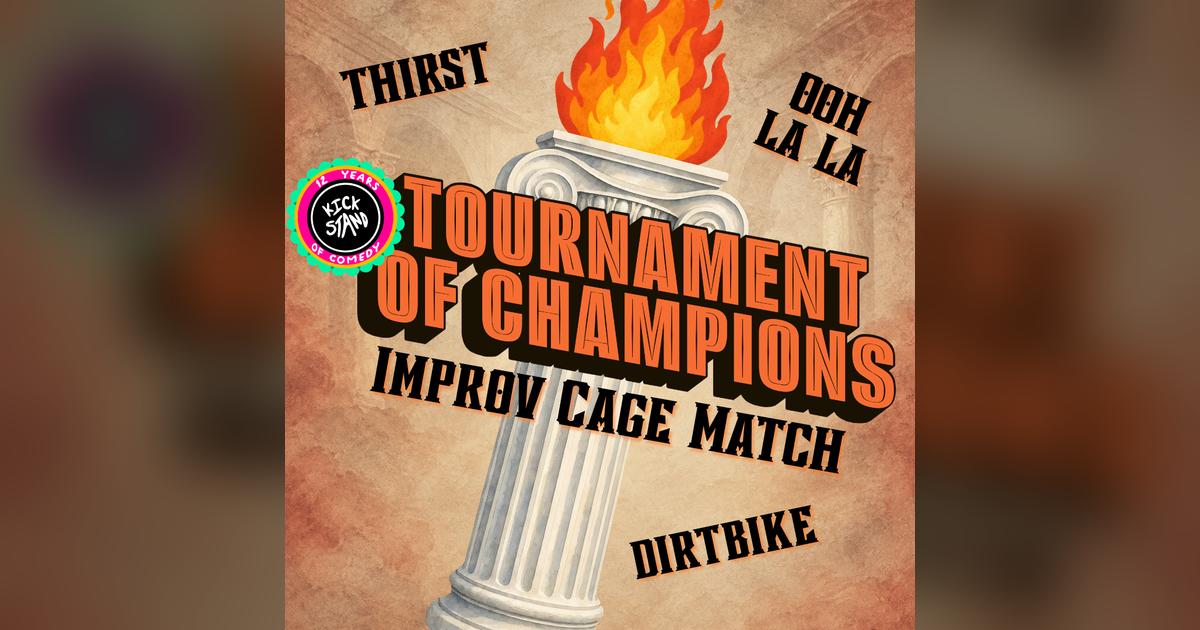 THIRST
OOH
LA LA
12 YEARS
KICK
STAND
OF COMEDY
TOURNAMENT
OF CHAMPIONS
IMPROV CAGE MATCH
DIRTBIKE